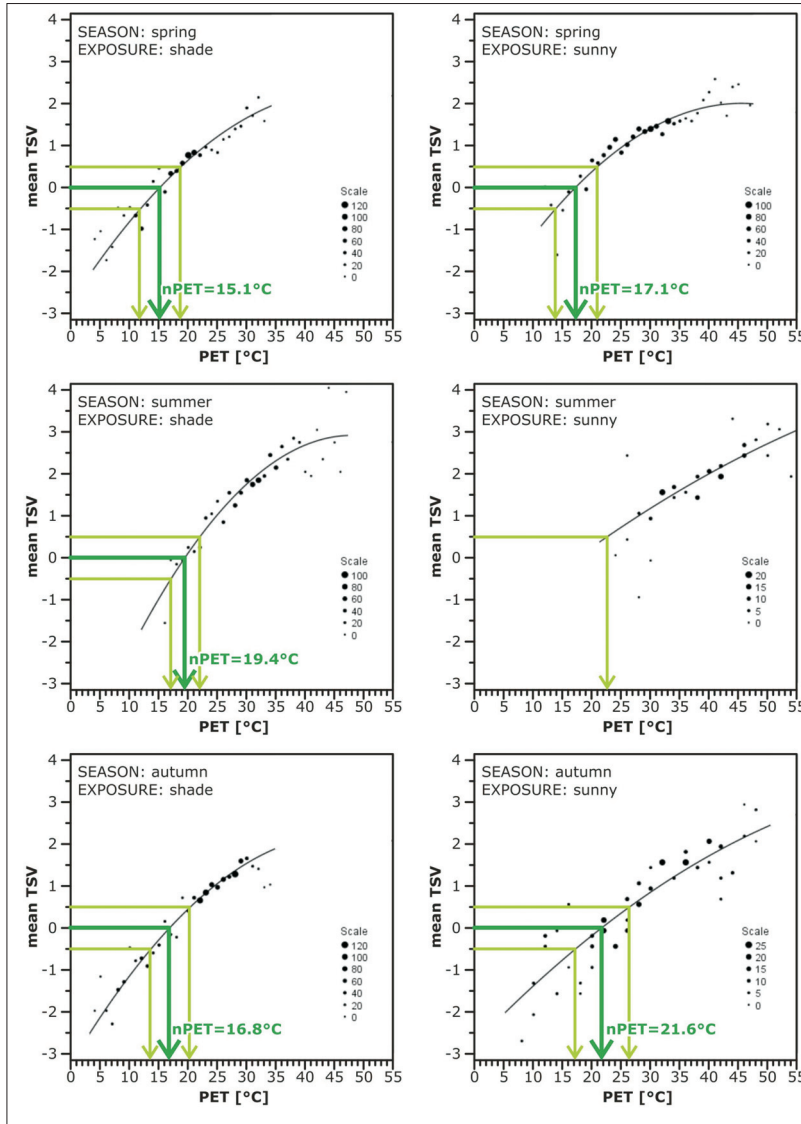 SEASON: spring
EXPOSURE: shade
4
3
2
1
0
-1
-2
-3
mean TSV
Scale
120
100
80
60
40
20
0
nPET=15.1°C
0 5 10 15 20 25 30 35 40 45 50 55
PET [°C]
SEASON: spring
EXPOSURE: sunny
4
3
2
1
0
-1
-2
-3
mean TSV
Scale
100
80
60
40
20
0
nPET=17.1°C
0 5 10 15 20 25 30 35 40 45 50 55
PET [°C]
SEASON: summer
EXPOSURE: shade
4
3
2
1
0
-1
-2
-3
mean TSV
Scale
100
80
60
40
20
0
nPET=19.4°C
0 5 10 15 20 25 30 35 40 45 50 55
PET [°C]
SEASON: summer
EXPOSURE: sunny
4
3
2
1
0
-1
-2
-3
mean TSV
Scale
20
15
10
5
0
0 5 10 15 20 25 30 35 40 45 50 55
PET [°C]
SEASON: autumn
EXPOSURE: shade
4
3
2
1
0
-1
-2
-3
mean TSV
Scale
120
100
80
60
40
20
0
nPET=16.8°C
0 5 10 15 20 25 30 35 40 45 50 55
PET [°C]
SEASON: autumn
EXPOSURE: sunny
4
3
2
1
0
-1
-2
-3
mean TSV
Scale
25
20
15
10
5
0
nPET=21.6°C
0 5 10 15 20 25 30 35 40 45 50 55
PET [°C]